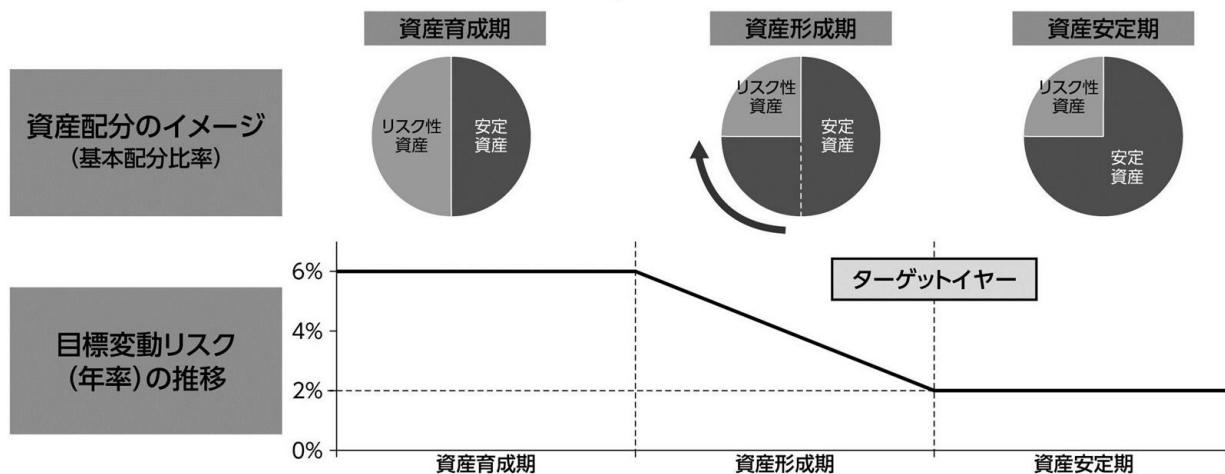 資産育成期
資産形成期
資産安定期
資産配分のイメージ
(基本配分比率)
リスク性
資産
安定
資産
リスク性
資産
安定
資産
リスク性
資産
安定
資産
目標変動リスク
(年率)の推移
6%
4%
2%
0%
ターゲットイヤー
資産育成期
資産形成期
資産安定期